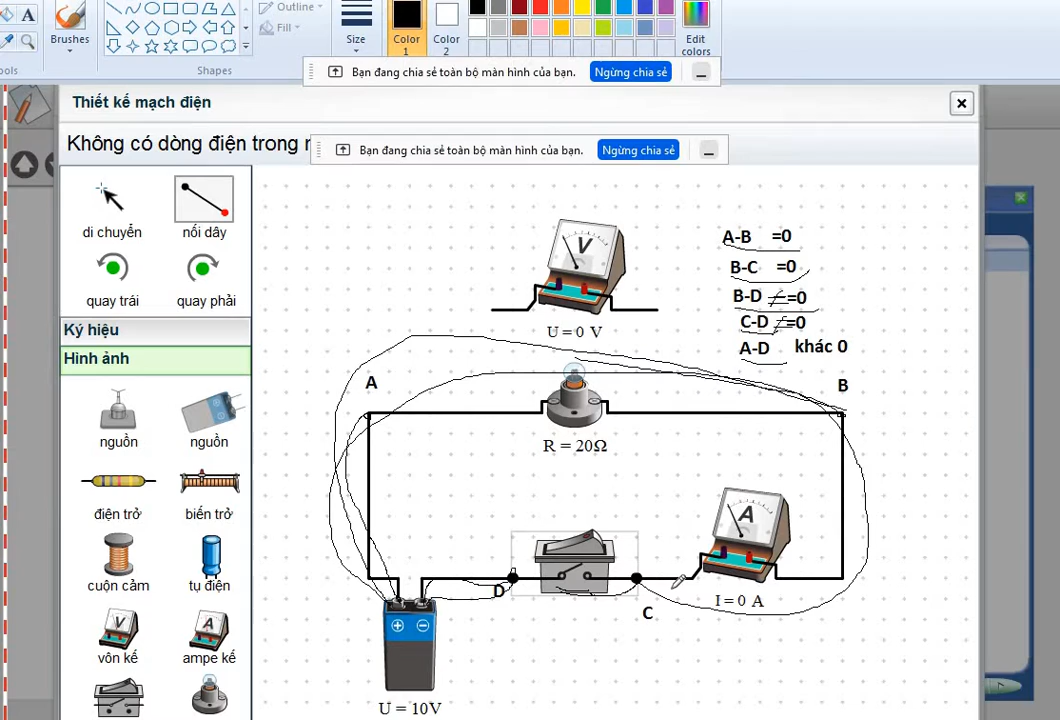 Outline
Fill
A
Brushes
Size
Color
1
Color
2
Edit
colors
ools
Shapes
Bạn đang chia sẻ toàn bộ màn hình của bạn.
Ngừng chia sẻ
Thiết kế mạch điện
Không có dòng điện trong
Bạn đang chia sẻ toàn bộ màn hình của bạn.
Ngừng chia sẻ
di chuyển
nối dây
quay trái
quay phải
Ký hiệu
Hình ảnh
nguồn
nguồn
điện trở
biến trở
cuộn cảm
tụ điện
V
A
vôn kế
ampe kế
V
U = 0 V
A-B =0
B-C =0
B-D ≠=0
C-D ≠=0
A-D khác 0
A
B
R = 20Ω
A
D
C
I = 0 A
U = 10V